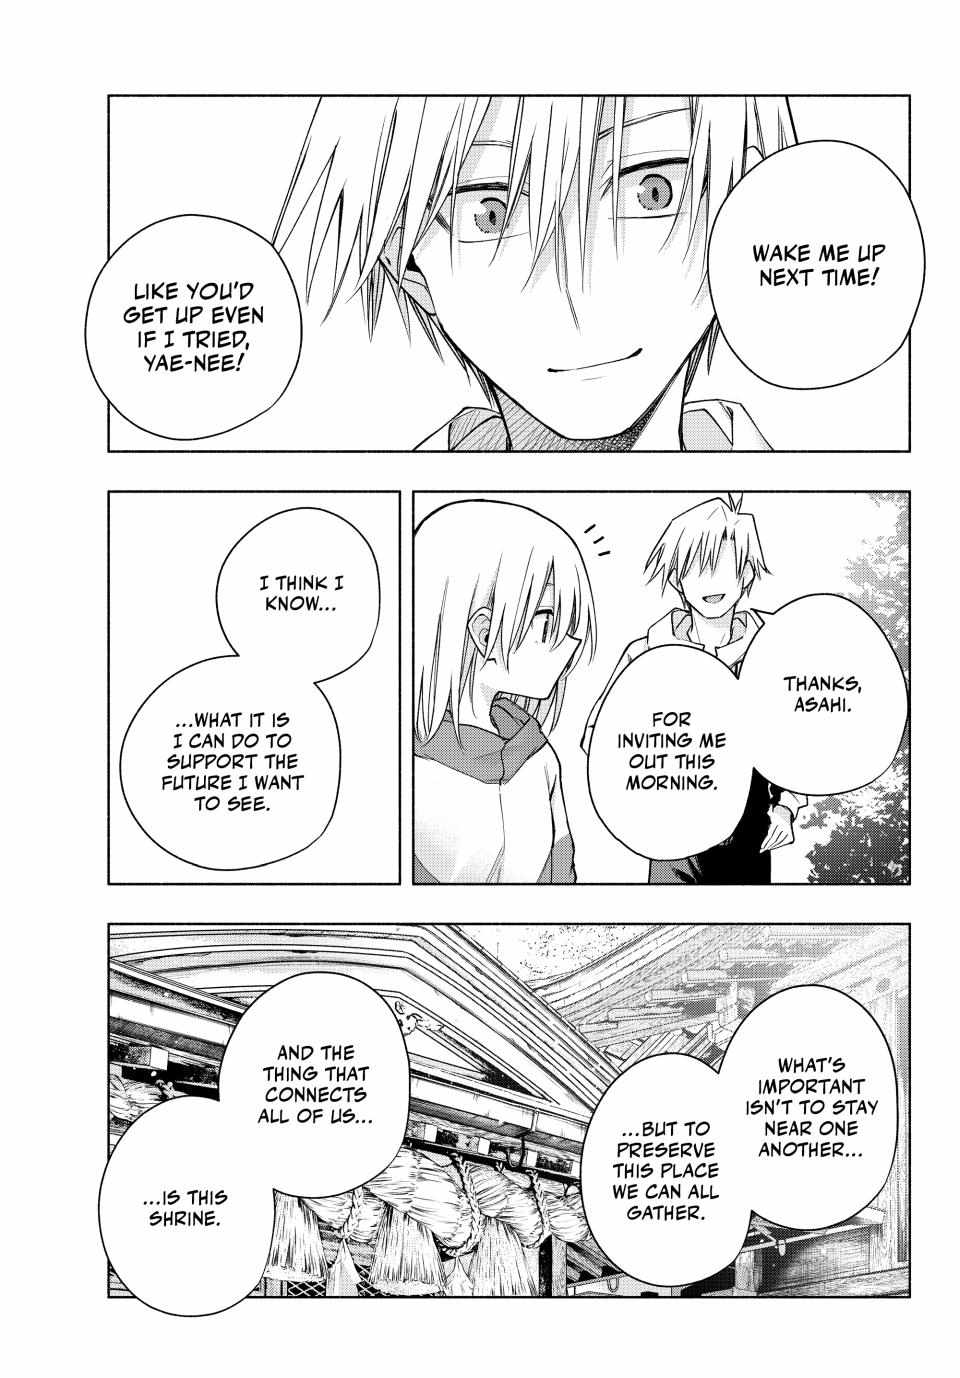 WAKE ME UP
NEXT TIME!
LIKE YOU'D
GET UP EVEN
IF I TRIED,
YAE-NEE!
THANKS,
ASAHI.
FOR
INVITING ME
OUT THIS
MORNING.
I THINK I
KNOW...
...WHAT IT IS
I CAN DO TO
SUPPORT THE
FUTURE I WANT
TO SEE.
WHAT'S
IMPORTANT
ISN'T TO STAY
NEAR ONE
ANOTHER...
...BUT TO
PRESERVE
THIS PLACE
WE CAN ALL
GATHER.
AND THE
THING THAT
CONNECTS
ALL OF US...
...IS THIS
SHRINE.